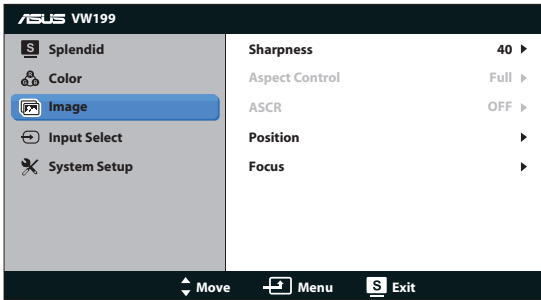 ASUS VW199
S Splendid
Color
Image
Input Select
System Setup
Sharpness 40
Aspect Control Full
ASCR OFF
Position
Focus
Move Menu S Exit